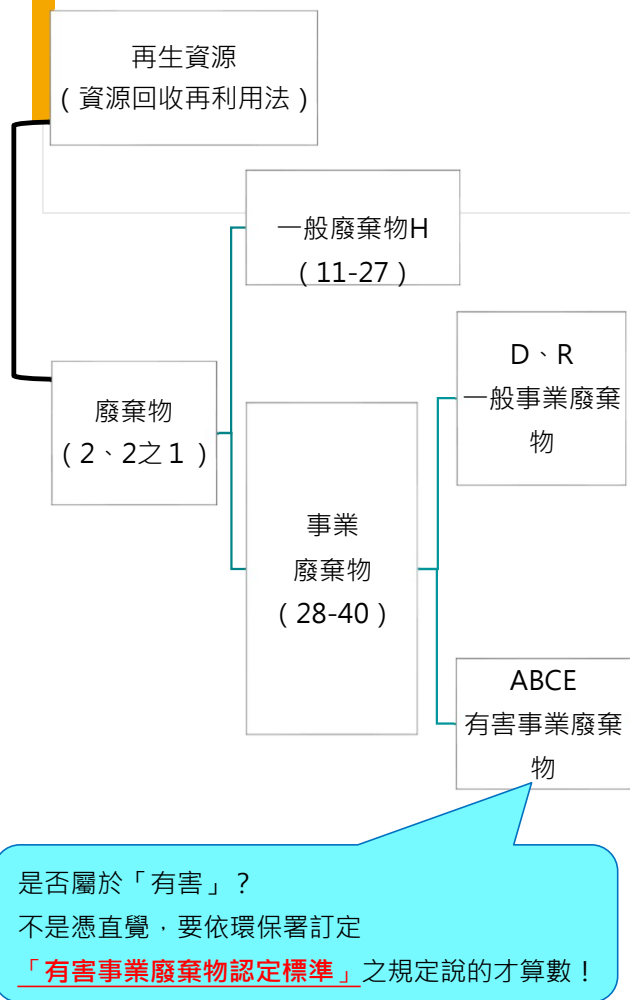 再生資源
（資源回收再利用法）
一般廢棄物H
（11-27）
D、R
一般事業廢棄
物
廢棄物
（2、2之１）
事業
廢棄物
（28-40）
ABCE
有害事業廢棄
物
是否屬於「有害」？
不是憑直覺，要依環保署訂定
「有害事業廢棄物認定標準」之規定說的才算數！